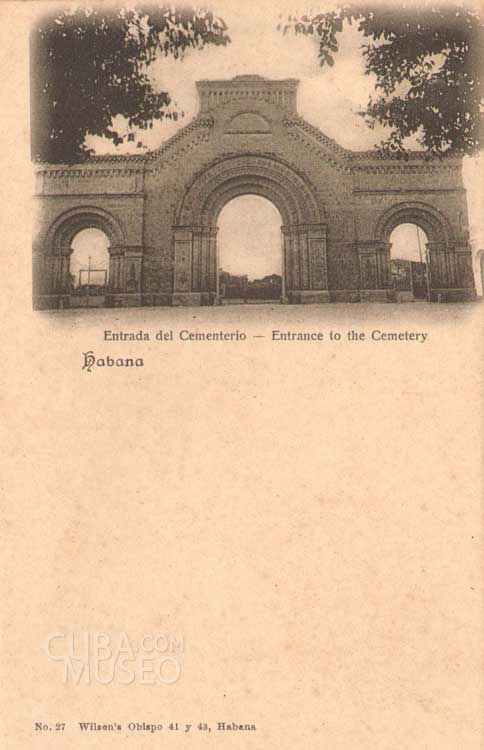 Entrada del Cementerio — Entrance to the Cemetery
Habana
CUBA.COM
MUSEO
No. 27 Wilson's Obispo 41 y 43, Habana